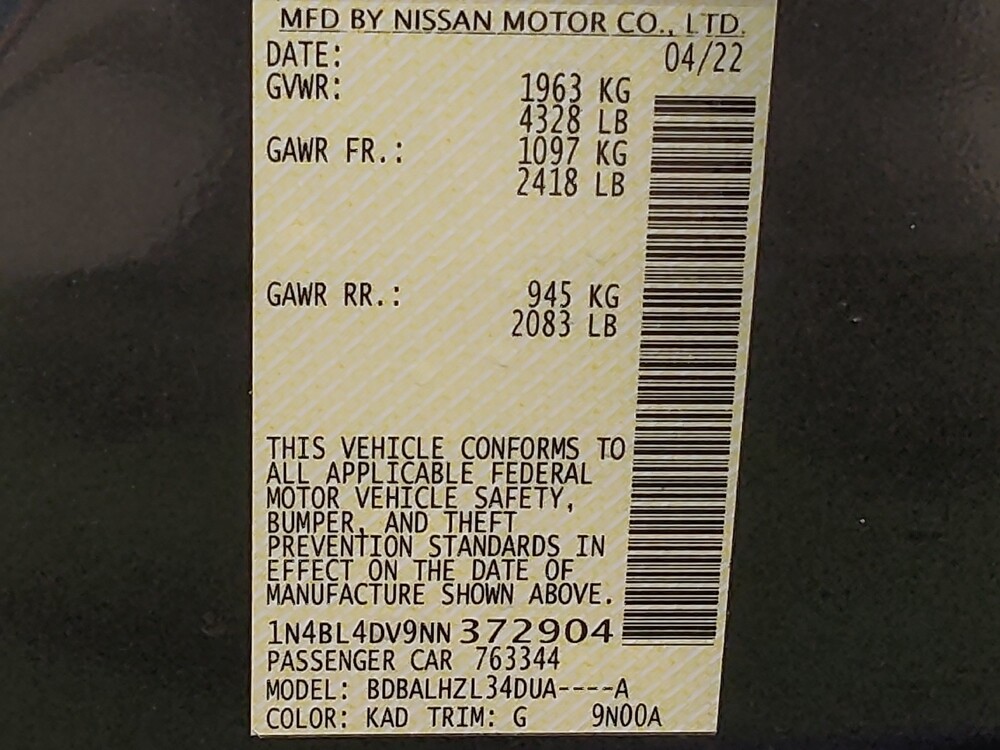 MFD BY NISSAN MOTOR CO., LTD.
DATE: 04/22
GVWR: 1963 KG
4328 LB
GAWR FR.: 1097 KG
2418 LB
GAWR RR.: 945 KG
2083 LB
THIS VEHICLE CONFORMS TO
ALL APPLICABLE FEDERAL
MOTOR VEHICLE SAFETY,
BUMPER, AND THEFT
PREVENTION STANDARDS IN
EFFECT ON THE DATE OF
MANUFACTURE SHOWN ABOVE.
1N4BL4DV9NN372904
PASSENGER CAR 763344
MODEL: BDBALHZL34DUA----A
COLOR: KAD TRIM: G 9N00A